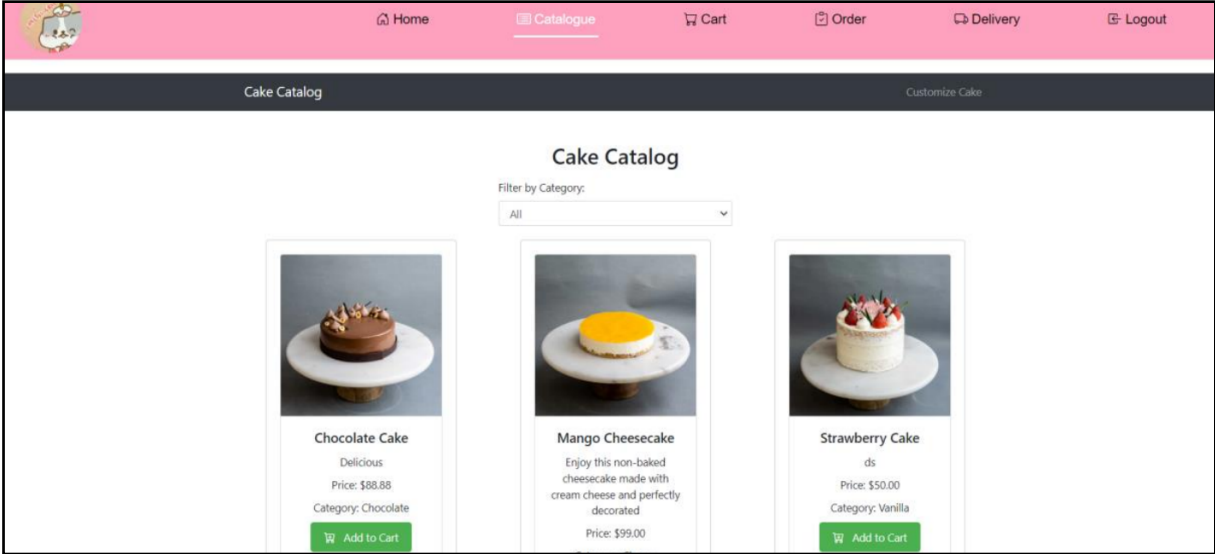 Home Catalogue Cart Order Delivery Logout
Cake Catalog Customize Cake
Cake Catalog
Filter by Category:
All
Chocolate Cake
Delicious
Price: $88.88
Category: Chocolate
Add to Cart
Mango Cheesecake
Enjoy this non-baked
cheesecake made with
cream cheese and perfectly
decorated
Price: $99.00
Strawberry Cake
ds
Price: $50.00
Category: Vanilla
Add to Cart